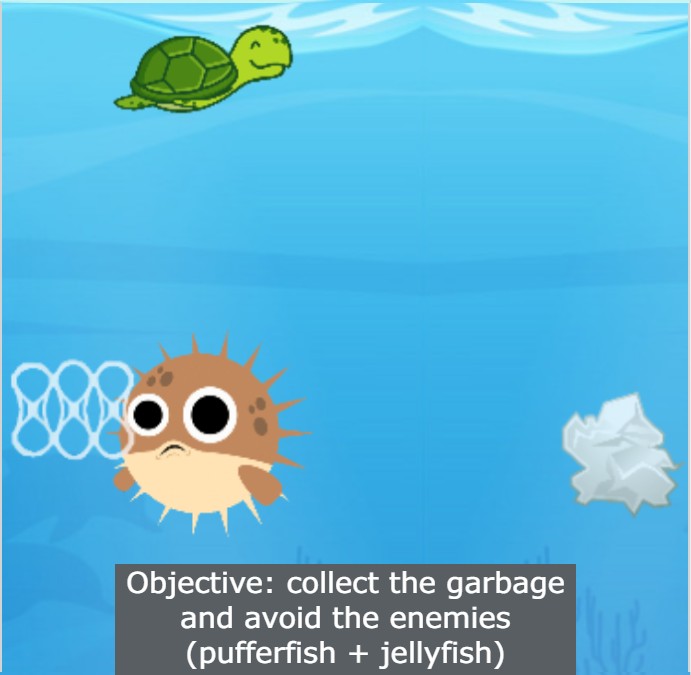 Objective: collect the garbage
and avoid the enemies
(pufferfish + jellyfish)